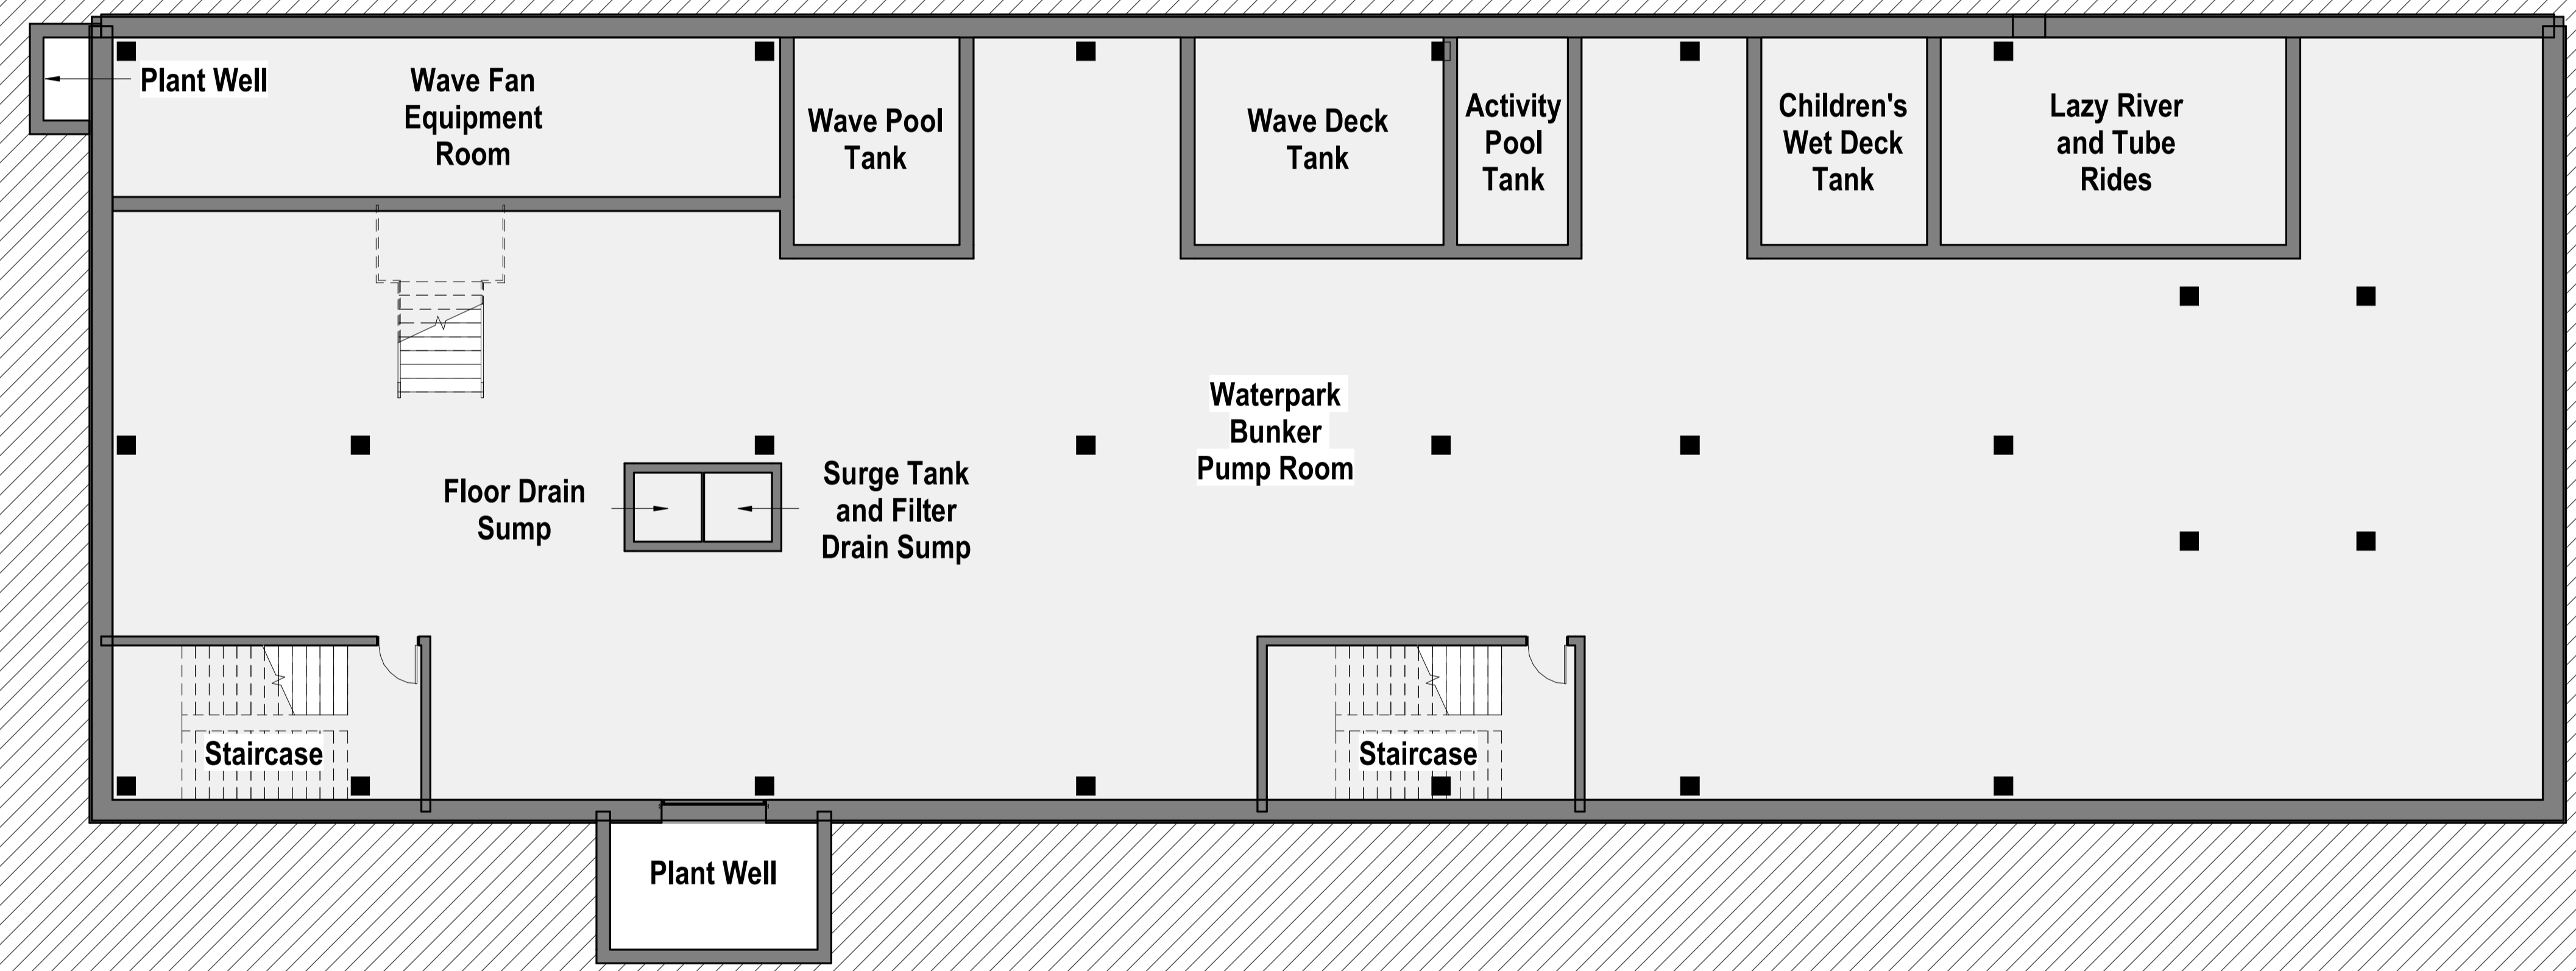 Plant Well
Wave Fan
Equipment
Room
Wave Pool
Tank
Wave Deck
Tank
Activity
Pool
Tank
Children's
Wet Deck
Tank
Lazy River
and Tube
Rides
Waterpark
Bunker
Pump Room
Floor Drain
Sump
Surge Tank
and Filter
Drain Sump
Staircase
Staircase
Plant Well